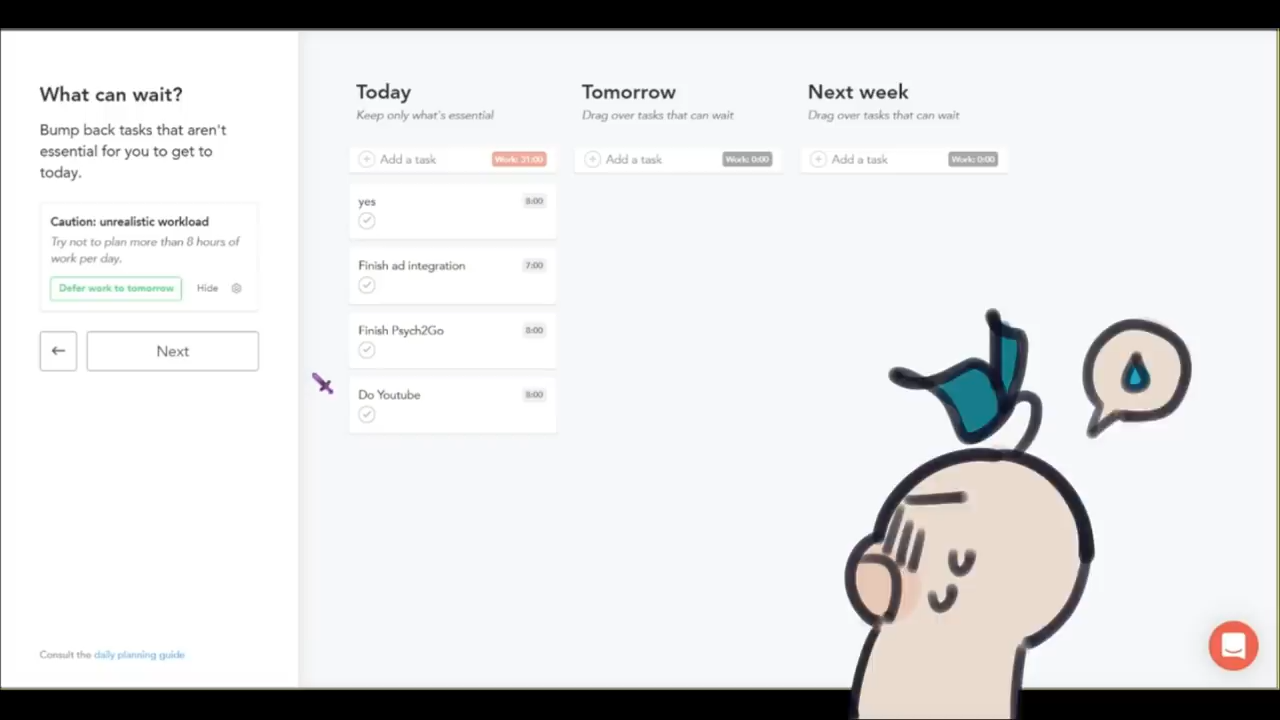 What can wait?
Bump back tasks that aren't
essential for you to get to
today.
Caution: unrealistic workload
Try not to plan more than 8 hours of
work per day.
Defer work to tomorrow
Hide
Next
Consult the daily planning guide
Today
Keep only what's essential
Add a task
Work: 31:00
yes
8:00
Finish ad integration
7:00
Finish Psych2Go
8:00
Do Youtube
8:00
Tomorrow
Drag over tasks that can wait
Add a task
Work: 0:00
Next week
Drag over tasks that can wait
Add a task
Work: 0:00